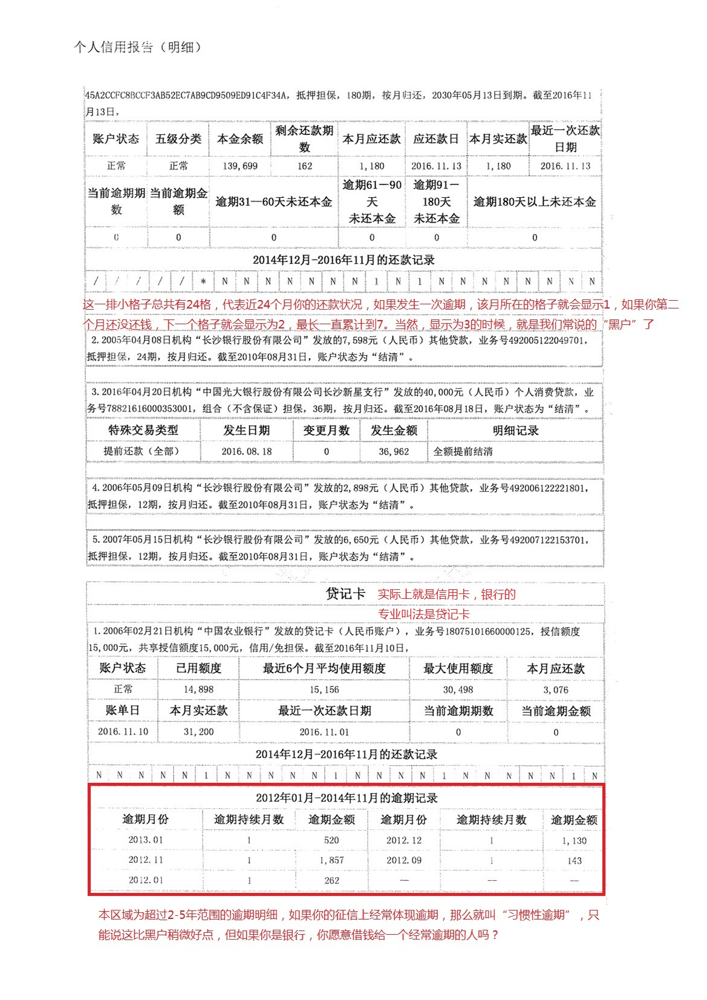 个人信用报告（明细）
45A2CCFC8BCCF3AB52EC7AB9CD9509ED91C4F34A，抵押担保，180期，按月归还，2030年05月13日到期。截至2016年11
月13日，
账户状态 五级分类 本金余额 剩余还款期数 本月应还款 应还款日 本月实还款 最近一次还款日期
正常 正常 139,699 162 1,180 2016.11.13 1,180 2016.11.13
当前逾期期数 当前逾期金额 逾期31—60天未还本金 逾期61－90天未还本金 逾期91－180天未还本金 逾期180天以上未还本金
0 0 0 0 0 0
2014年12月-2016年11月的还款记录
/ / / / / * N N N N N N N 1 N 1 N N N N N N N N
这一排小格子总共有24格，代表近24个月你的还款状况，如果发生一次逾期，该月所在的格子就会显示1，如果你第二
个月还没还钱，下一个格子就会显示为2，最长一直累计到7。当然，显示为3的时候，就是我们常说的“黑户”了
2.2005年04月08日机构“长沙银行股份有限公司”发放的7,598元（人民币）其他贷款，业务号492005122049701，
抵押担保，24期，按月归还。截至2010年08月31日，账户状态为“结清”。
3.2016年04月20日机构“中国光大银行股份有限公司长沙新星支行”发放的40,000元（人民币）个人消费贷款，业
务号78821616000353001，组合（不含保证）担保，36期，按月归还。截至2016年08月18日，账户状态为“结清”。
特殊交易类型 发生日期 变更月数 发生金额 明细记录
提前还款（全部） 2016.08.18 0 36,962 全额提前结清
4.2006年05月09日机构“长沙银行股份有限公司”发放的2,898元（人民币）其他贷款，业务号492006122221801，
抵押担保，12期，按月归还。截至2010年08月31日，账户状态为“结清”。
5.2007年05月15日机构“长沙银行股份有限公司”发放的6,650元（人民币）其他贷款，业务号492007122153701，
抵押担保，12期，按月归还。截至2010年08月31日，账户状态为“结清”。
贷记卡 实际上就是信用卡，银行的
专业叫法是贷记卡
1.2006年02月21日机构“中国农业银行”发放的贷记卡（人民币账户），业务号18075101660000125，授信额度
15,000元，共享授信额度15,000元，信用/免担保。截至2016年11月10日，
账户状态 已用额度 最近6个月平均使用额度 最大使用额度 本月应还款
正常 14,898 15,156 30,498 3,076
账单日 本月实还款 最近一次还款日期 当前逾期期数 当前逾期金额
2016.11.10 31,200 2016.11.01 0 0
2014年12月-2016年11月的还款记录
N N N N N 1 N N N N N 1 N N N N 1 N N N N N 1 N
2012年01月-2014年11月的逾期记录
逾期月份 逾期持续月数 逾期金额 逾期月份 逾期持续月数 逾期金额
2013.01 1 520 2012.12 1 1,130
2012.11 1 1,857 2012.09 1 143
2012.01 1 262 — — —
本区域为超过2-5年范围的逾期明细，如果你的征信上经常体现逾期，那么就叫“习惯性逾期”，只
能说这比黑户稍微好点，但如果你是银行，你愿意借钱给一个经常逾期的人吗？